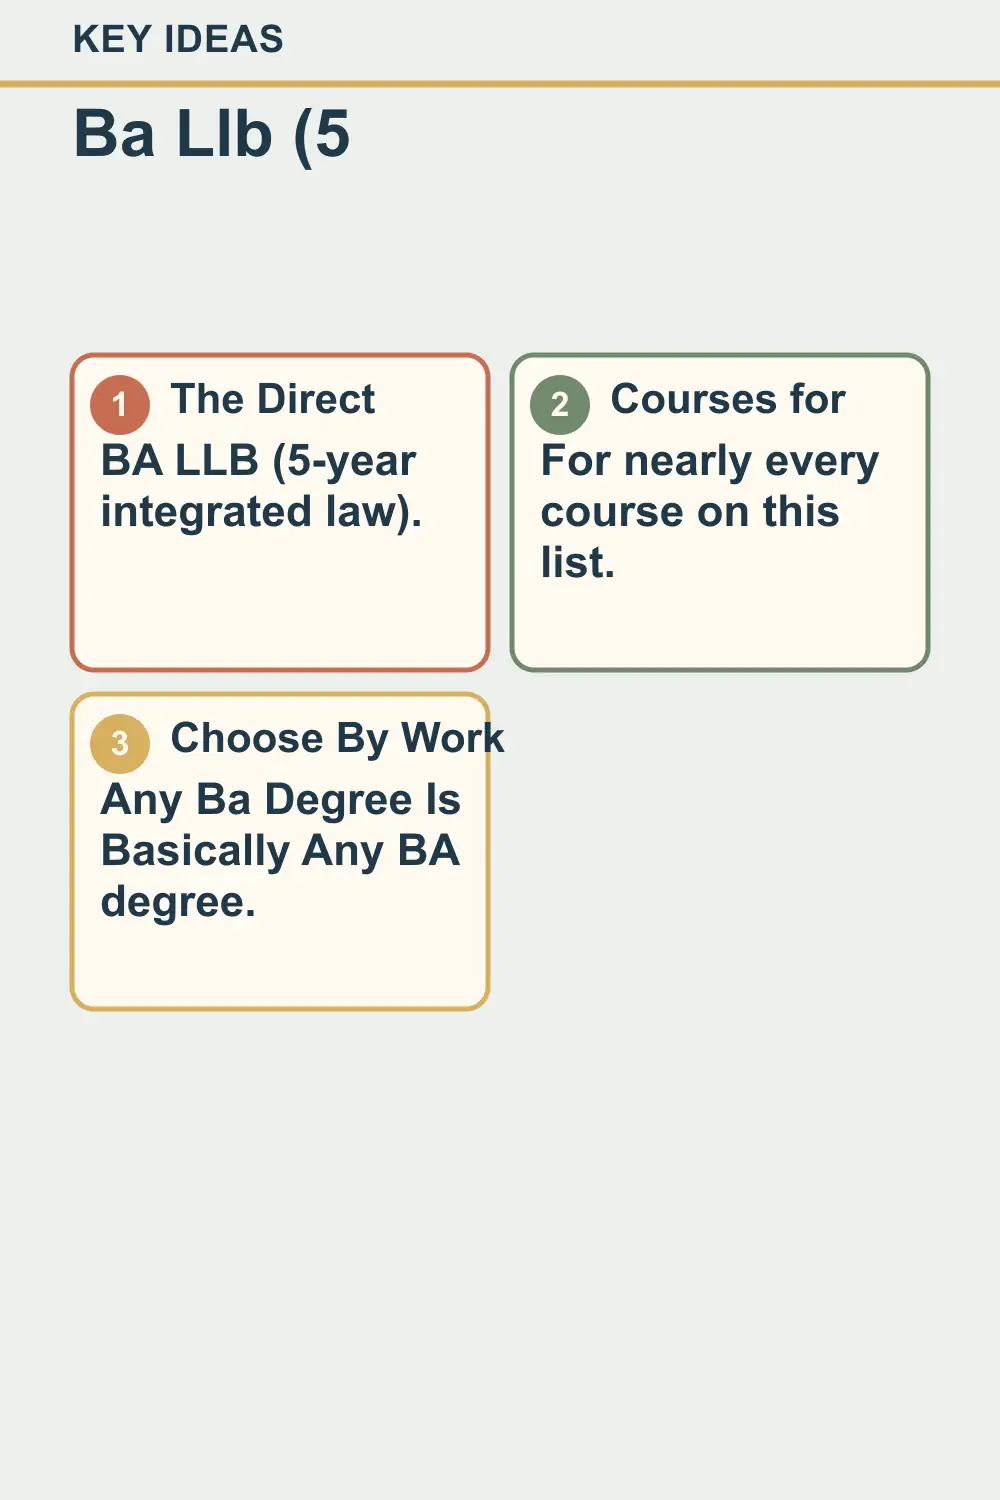 KEY IDEAS
Ba Llb (5
1 The Direct
BA LLB (5-year
integrated law).
2 Courses for
For nearly every
course on this
list.
3 Choose By Work
Any Ba Degree Is
Basically Any BA
degree.